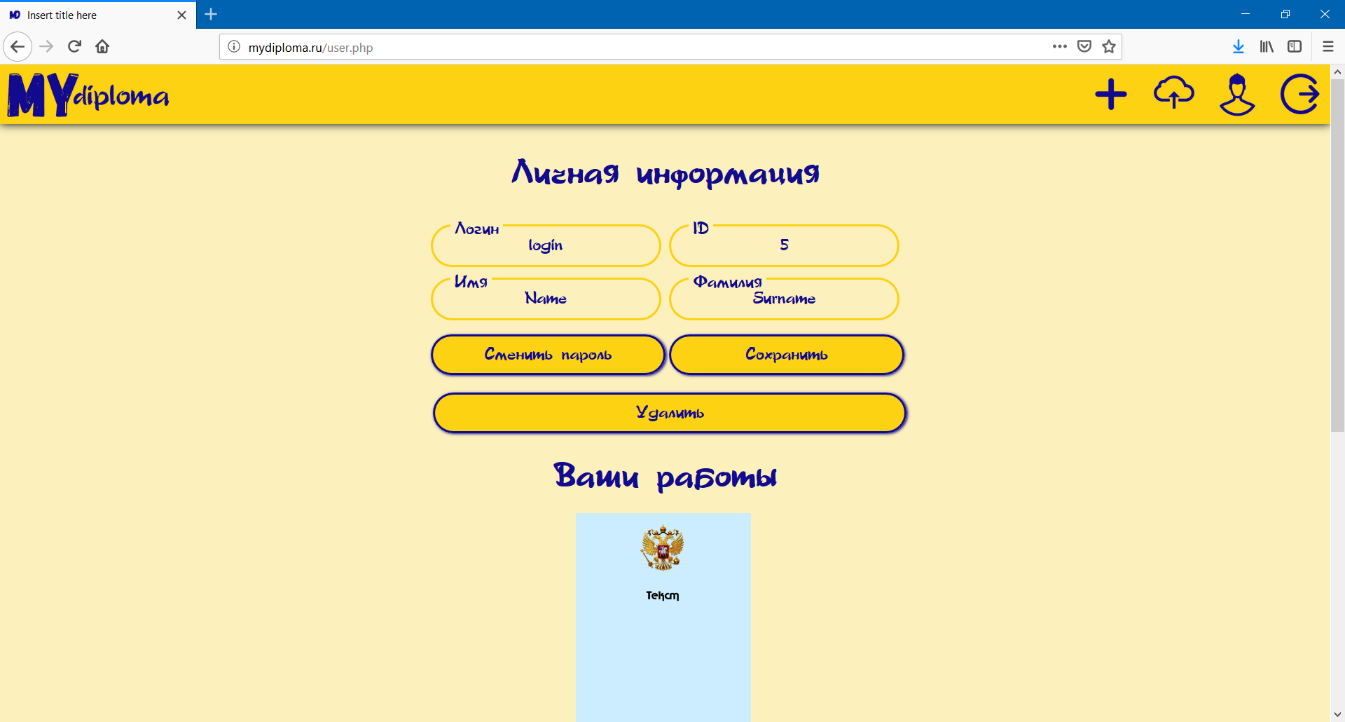 Insert title here
mydiploma.ru/user.php
MYdiploma
Личная информация
Логин
login
ID
5
Имя
Name
Фамилия
Surname
Сменить пароль
Сохранить
Удалить
Ваши работы
Текст